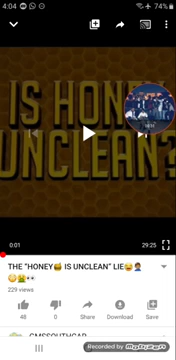 4:04
74%
IS HONEY
UNCLEAN?
0:01
29:25
THE "HONEY🍯 IS UNCLEAN" LIE
229 views
48
0
Share
Download
Save
GMSSOUTHGAP
Recorded by